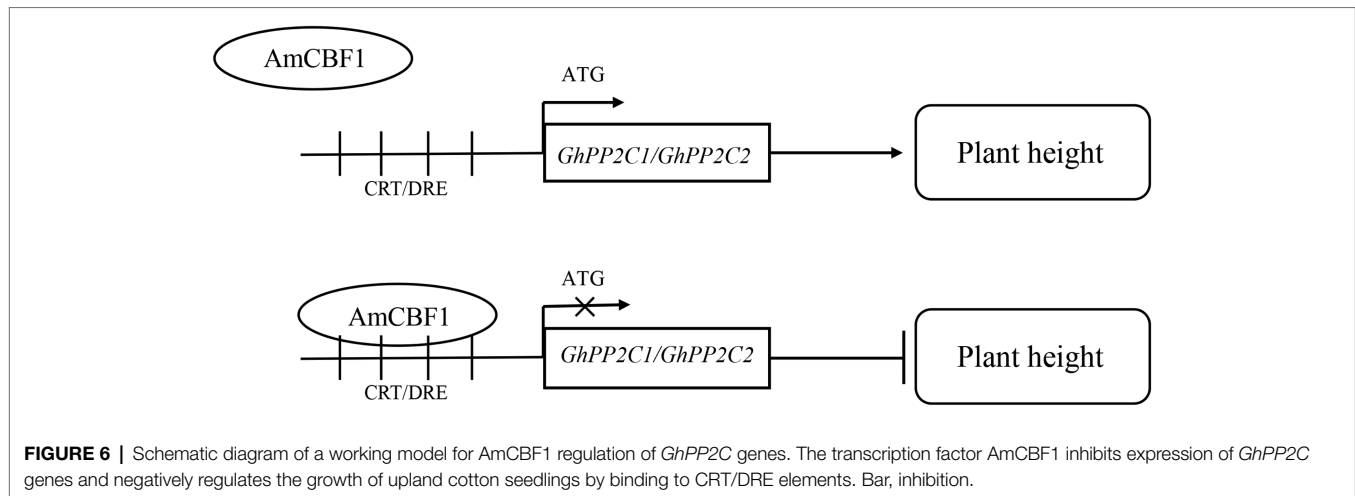 AmCBF1
ATG
GhPP2C1/GhPP2C2
Plant height
CRT/DRE
ATG
AmCBF1
GhPP2C1/GhPP2C2
Plant height
CRT/DRE
FIGURE 6 | Schematic diagram of a working model for AmCBF1 regulation of GhPP2C genes. The transcription factor AmCBF1 inhibits expression of GhPP2C
genes and negatively regulates the growth of upland cotton seedlings by binding to CRT/DRE elements. Bar, inhibition.